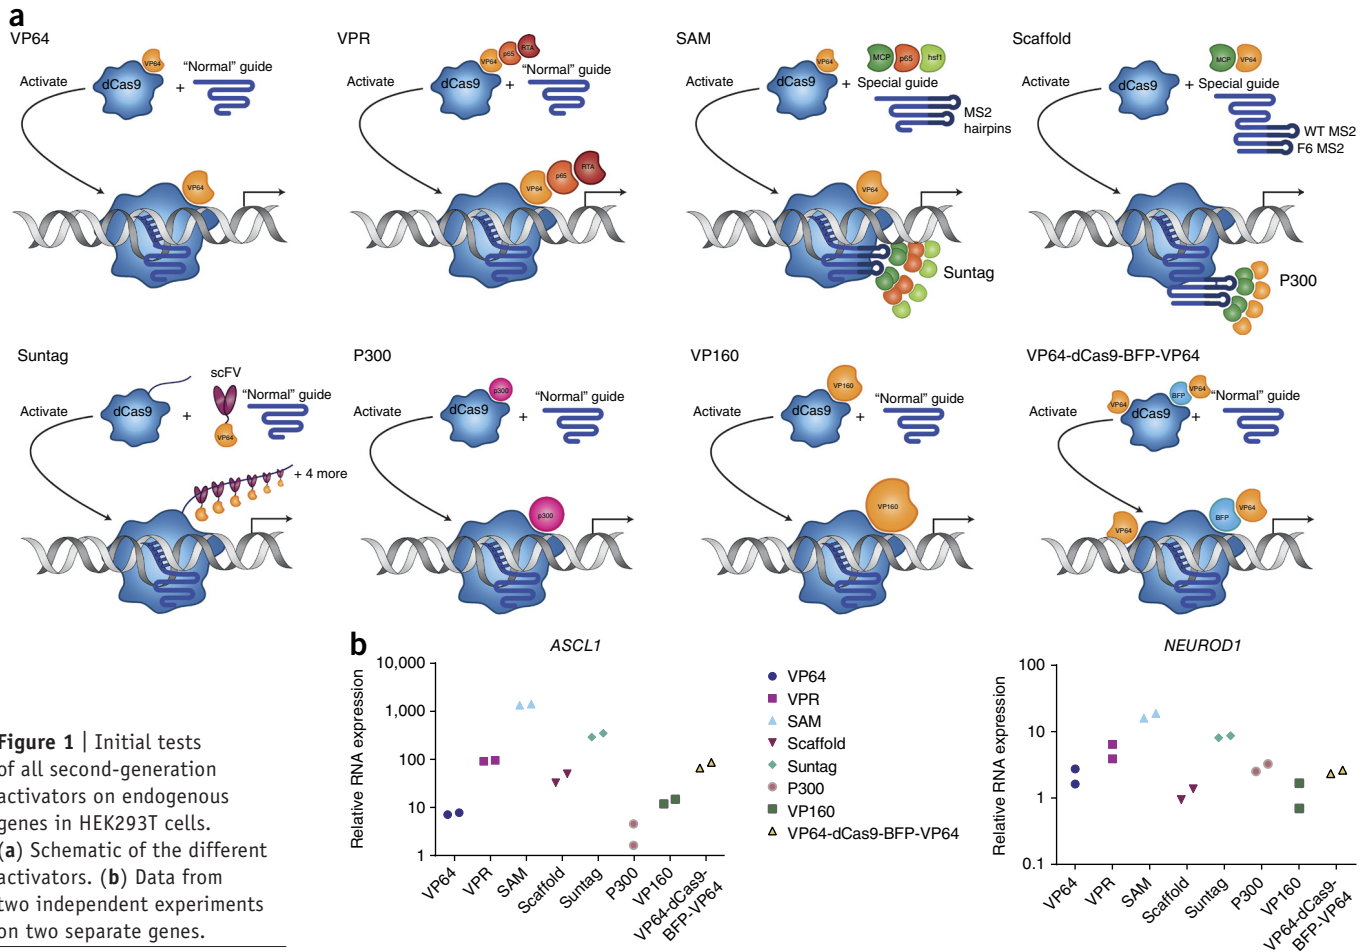 a
VP64
Activate
dCas9
VP64
+
“Normal” guide
VP64
VPR
Activate
dCas9
VP64
p65
RTA
+
“Normal” guide
VP64
p65
RTA
SAM
Activate
dCas9
VP64
+
MCP
p65
hsf1
Special guide
MS2
hairpins
VP64
Suntag
Scaffold
Activate
dCas9
+
MCP
VP64
Special guide
WT MS2
F6 MS2
P300
Suntag
Activate
dCas9
+
scFV
VP64
“Normal” guide
+ 4 more
P300
Activate
dCas9
p300
+
“Normal” guide
p300
VP160
Activate
dCas9
VP160
+
“Normal” guide
VP160
VP64-dCas9-BFP-VP64
Activate
VP64
dCas9
BFP
VP64
+
“Normal” guide
VP64
BFP
VP64
b
ASCL1
Relative RNA expression
10,000
1,000
100
10
1
VP64
VPR
SAM
Scaffold
Suntag
P300
VP160
VP64-dCas9-
BFP-VP64
VP64
VPR
SAM
Scaffold
Suntag
P300
VP160
VP64-dCas9-BFP-VP64
NEUROD1
Relative RNA expression
100
10
1
0.1
VP64
VPR
SAM
Scaffold
Suntag
P300
VP160
VP64-dCas9-
BFP-VP64
Figure 1 | Initial tests
of all second-generation
activators on endogenous
genes in HEK293T cells.
(a) Schematic of the different
activators. (b) Data from
two independent experiments
on two separate genes.